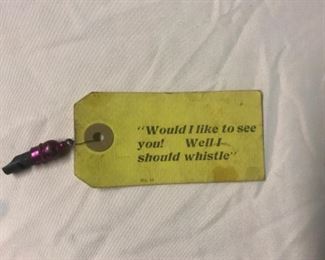 "Would I like to see
you! Well I
should whistle"